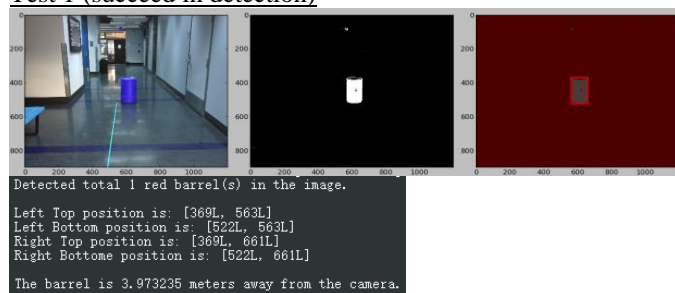 Test 1 (succeed in detection)
0 0 0
200 200 200
400 400 400
600 600 600
800 800 800
0 200 400 600 800 1000 0 200 400 600 800 1000 0 200 400 600 800 1000
Detected total 1 red barrel(s) in the image.
Left Top position is: [369L, 563L]
Left Bottom position is: [522L, 563L]
Right Top position is: [369L, 661L]
Right Bottome position is: [522L, 661L]
The barrel is 3.973235 meters away from the camera.